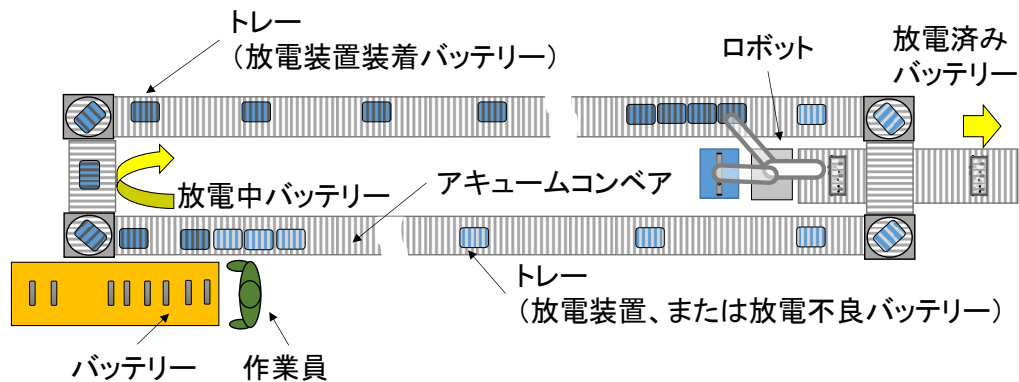 トレー
（放電装置装着バッテリー）
ロボット
放電済み
バッテリー
放電中バッテリー
アキュームコンベア
トレー
（放電装置、または放電不良バッテリー）
バッテリー
作業員